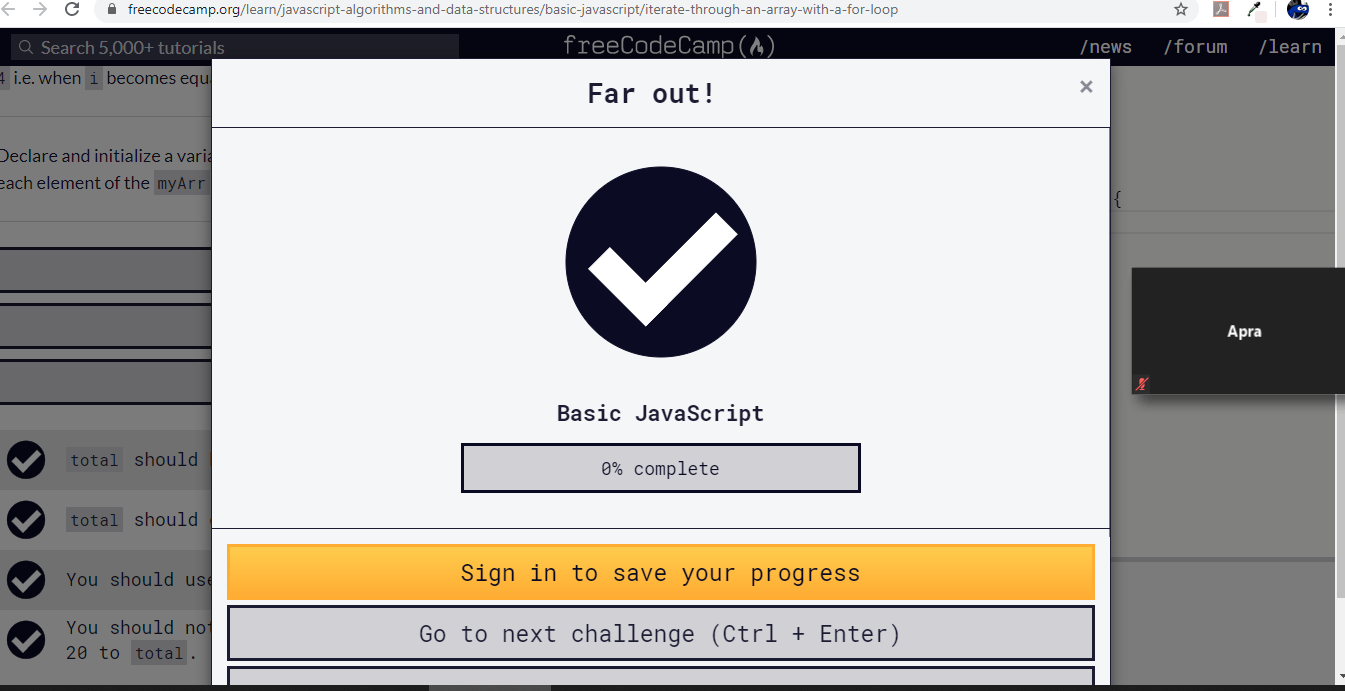 freecodecamp.org/learn/javascript-algorithms-and-data-structures/basic-javascript/iterate-through-an-array-with-a-for-loop
Search 5,000+ tutorials
freeCodeCamp(🔥)
/news /forum /learn
4 i.e. when i becomes equ
Far out!
×
Declare and initialize a varia
each element of the myArr
{
Apra
Basic JavaScript
0% complete
total should
total should
You should use
You should not
20 to total.
Sign in to save your progress
Go to next challenge (Ctrl + Enter)